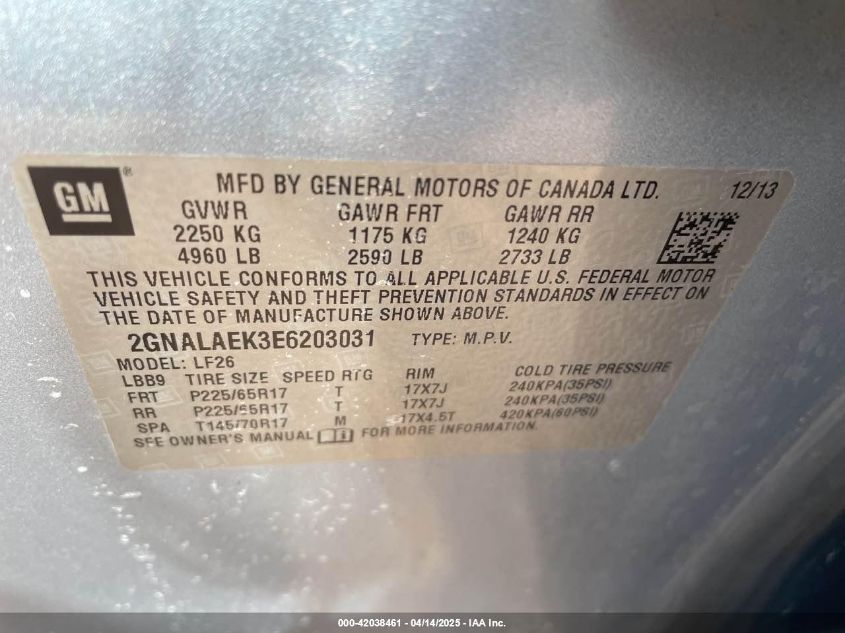 GM ®
MFD BY GENERAL MOTORS OF CANADA LTD. 12/13
GVWR GAWR FRT GAWR RR
2250 KG 1175 KG 1240 KG
4960 LB 2590 LB 2733 LB
THIS VEHICLE CONFORMS TO ALL APPLICABLE U.S. FEDERAL MOTOR
VEHICLE SAFETY AND THEFT PREVENTION STANDARDS IN EFFECT ON
THE DATE OF MANUFACTURE SHOWN ABOVE.
2GNALAEK3E6203031 TYPE: M.P.V.
MODEL: LF26
LBB9 TIRE SIZE SPEED RTG RIM COLD TIRE PRESSURE
FRT P225/65R17 T 17X7J 240KPA(35PSI)
RR P225/65R17 T 17X7J 240KPA(35PSI)
SPA T145/70R17 M 17X4.5T 420KPA(60PSI)
SEE OWNER'S MANUAL FOR MORE INFORMATION.
000-42038461 - 04/14/2025 - IAA Inc.